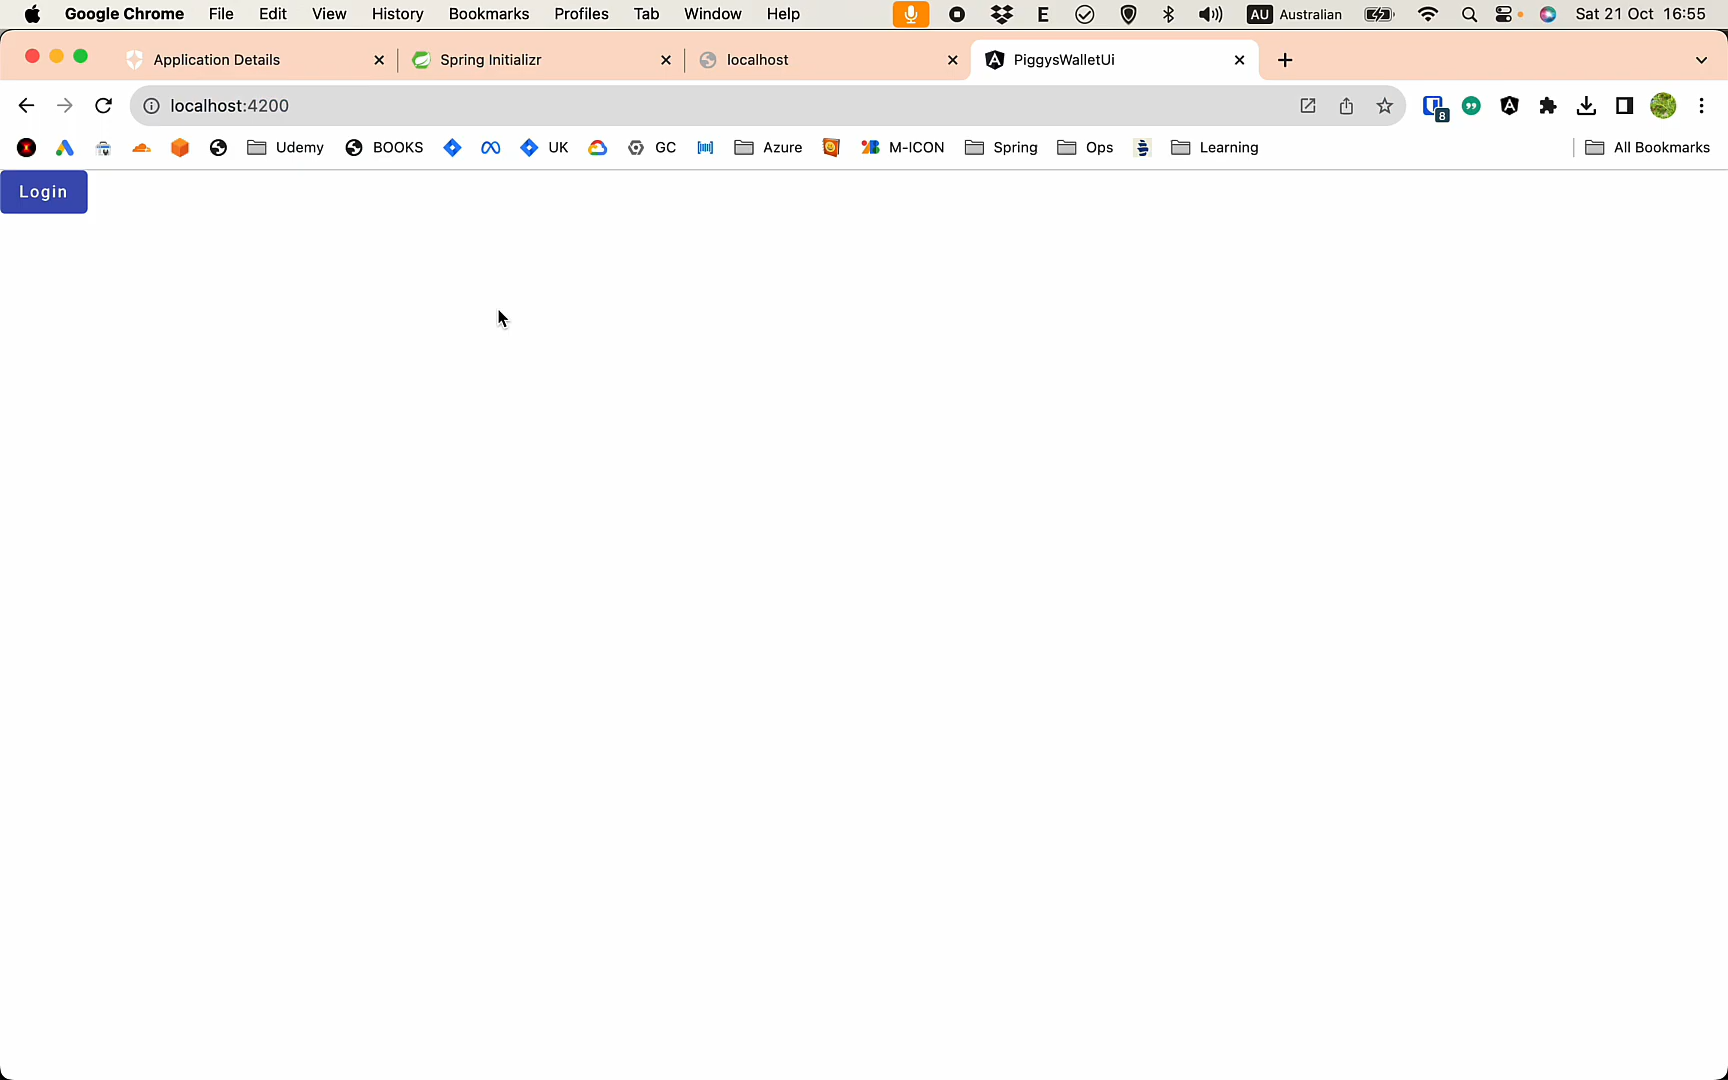 Google Chrome File Edit View History Bookmarks Profiles Tab Window Help E AU Australian Sat 21 Oct 16:55
Application Details Spring Initializr localhost PiggysWalletUi
localhost:4200 8
Udemy BOOKS UK GC Azure M-ICON Spring Ops Learning All Bookmarks
Login